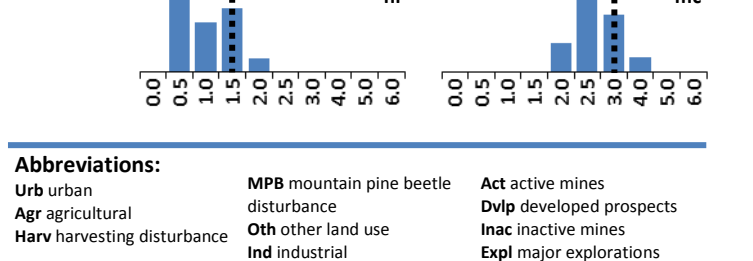 0.0 0.5 1.0 1.5 2.0 2.5 3.0 4.0 5.0 6.0
0.0 0.5 1.0 1.5 2.0 2.5 3.0 4.0 5.0 6.0
Abbreviations:
Urb urban
Agr agricultural
Harv harvesting disturbance
MPB mountain pine beetle
disturbance
Oth other land use
Ind industrial
Act active mines
Dvlp developed prospects
Inac inactive mines
Expl major explorations